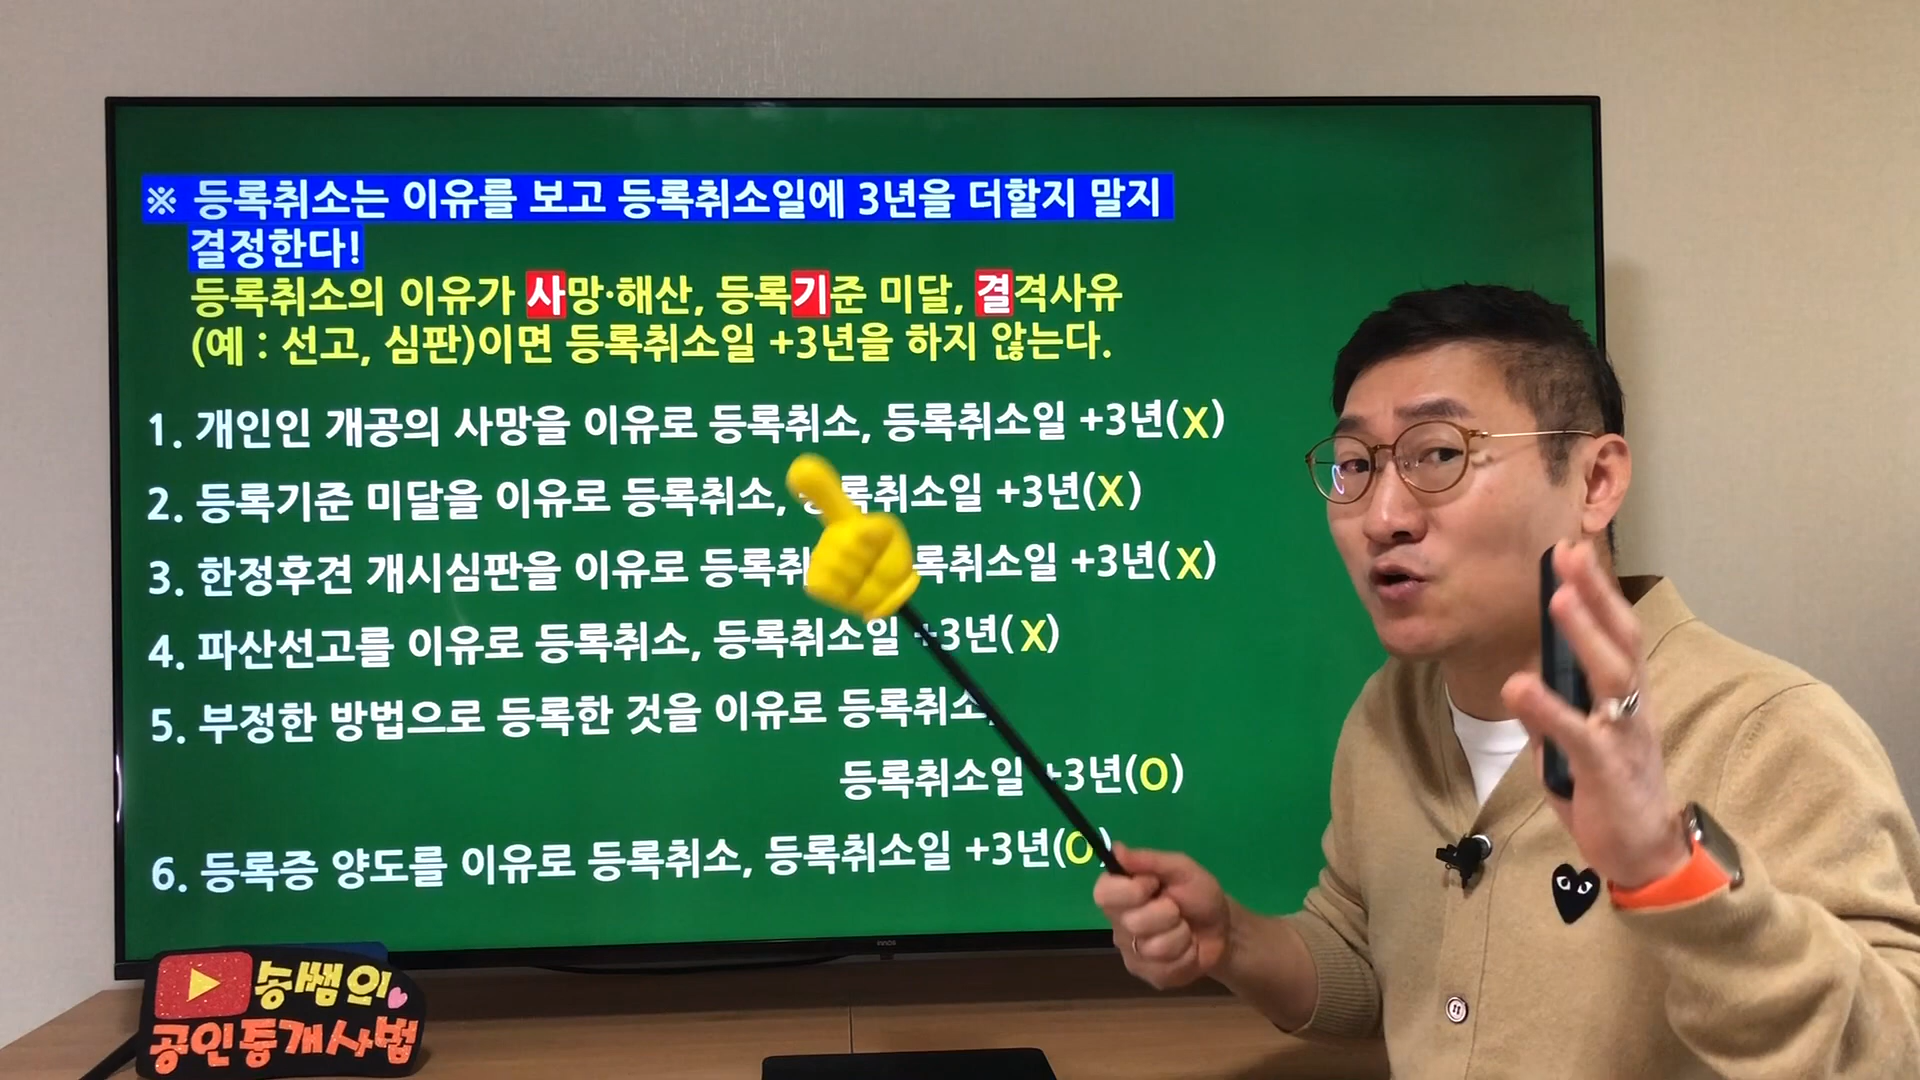 ※ 등록취소는 이유를 보고 등록취소일에 3년을 더할지 말지
결정한다!
등록취소의 이유가 사망·해산, 등록기준 미달, 결격사유
(예 : 선고, 심판)이면 등록취소일 +3년을 하지 않는다.
1. 개인인 개공의 사망을 이유로 등록취소, 등록취소일 +3년(X)
2. 등록기준 미달을 이유로 등록취소, 록취소일 +3년(X)
3. 한정후견 개시심판을 이유로 등록취 록취소일 +3년(X)
4. 파산선고를 이유로 등록취소, 등록취소일 +3년(X)
5. 부정한 방법으로 등록한 것을 이유로 등록취소,
등록취소일 +3년(O)
6. 등록증 양도를 이유로 등록취소, 등록취소일 +3년(O)
innos
송쌤의
공인중개사법